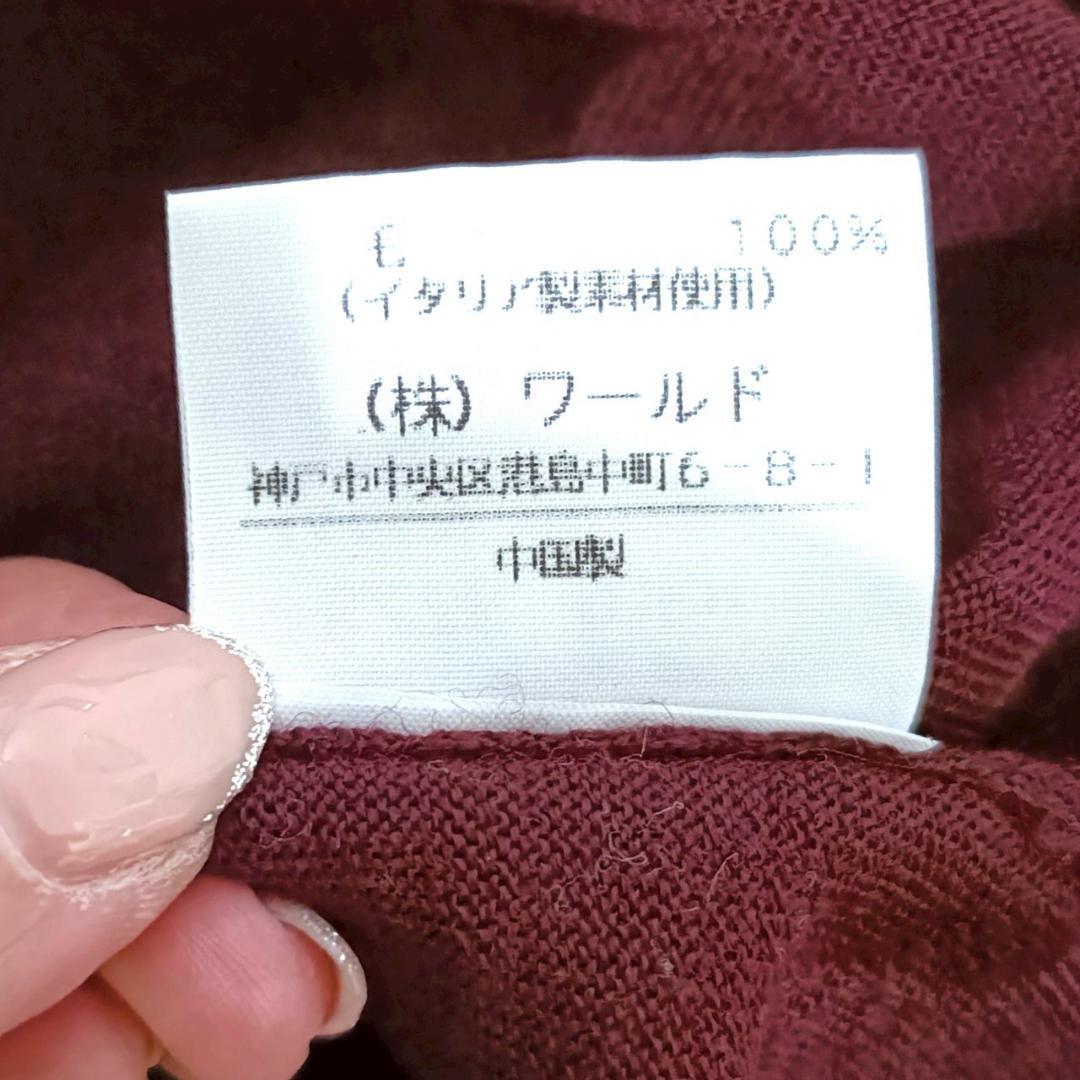 100%
(イタリア製素材使用)
(株) ワールド
神戸市中央区港島中町6-8-1
中国製